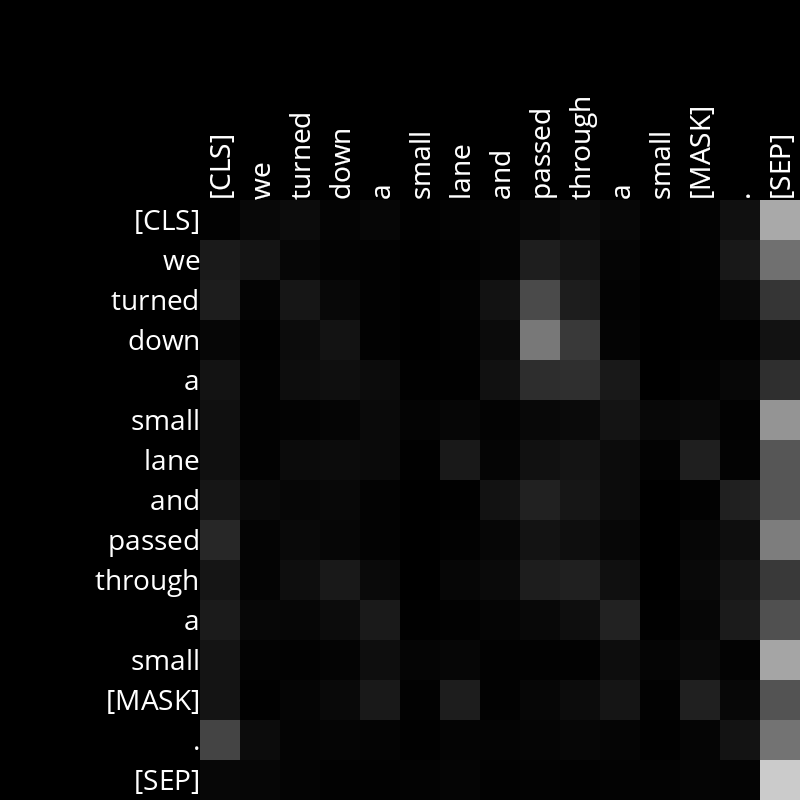 [CLS] we turned down a small lane and passed through a small [MASK] . [SEP]
[CLS]
we
turned
down
a
small
lane
and
passed
through
a
small
[MASK]
.
[SEP]